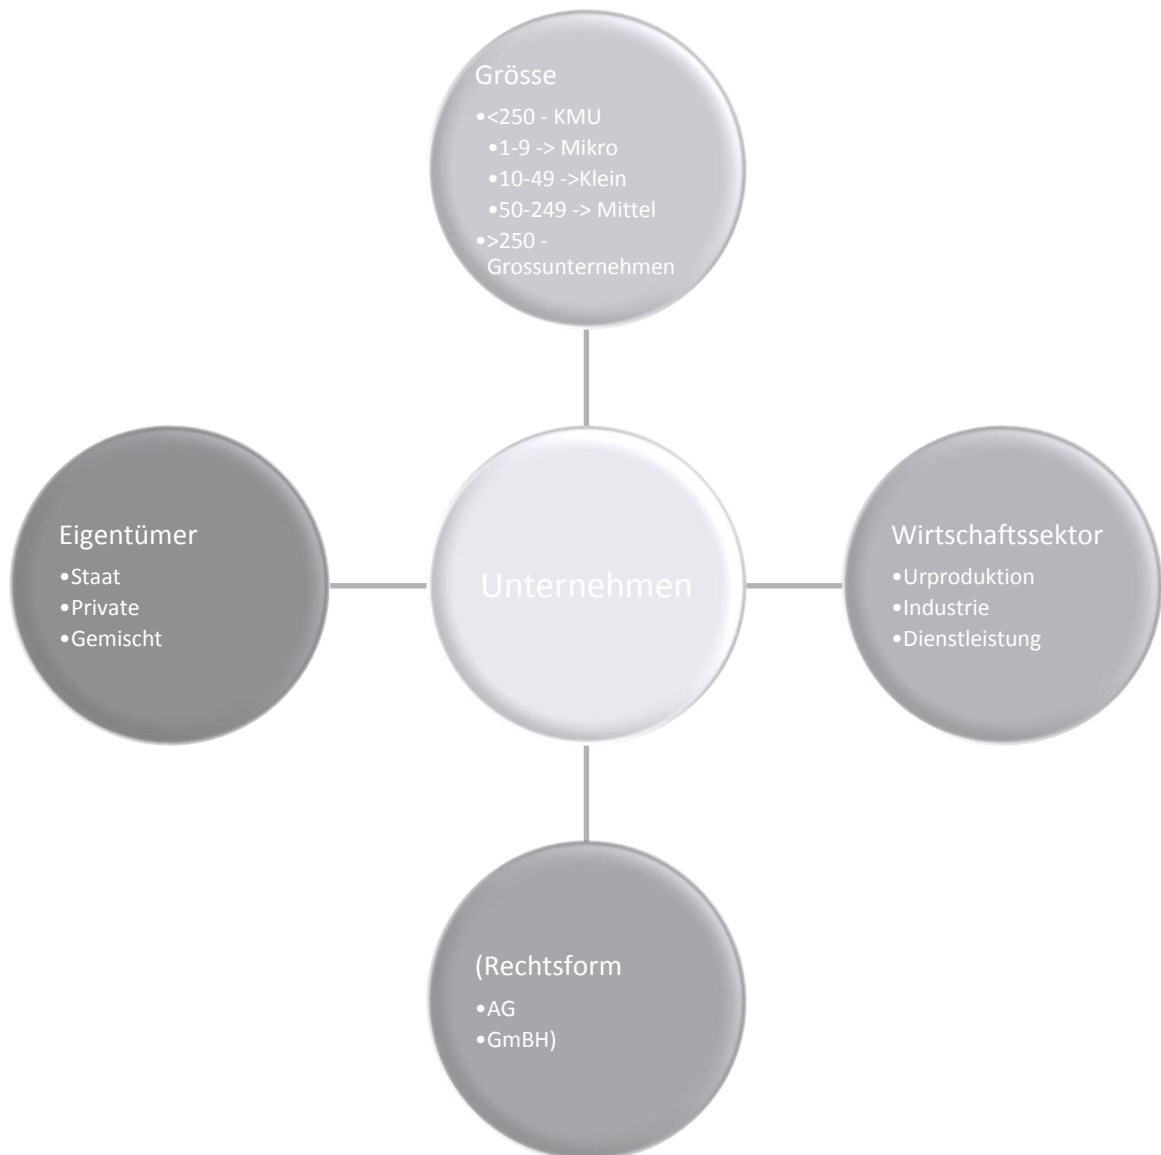 Grösse
•<250 - KMU
•1-9 -> Mikro
•10-49 ->Klein
•50-249 -> Mittel
•>250 -
Grossunternehmen
Eigentümer
•Staat
•Private
•Gemischt
Unternehmen
Wirtschaftssektor
•Urproduktion
•Industrie
•Dienstleistung
(Rechtsform
•AG
•GmBH)